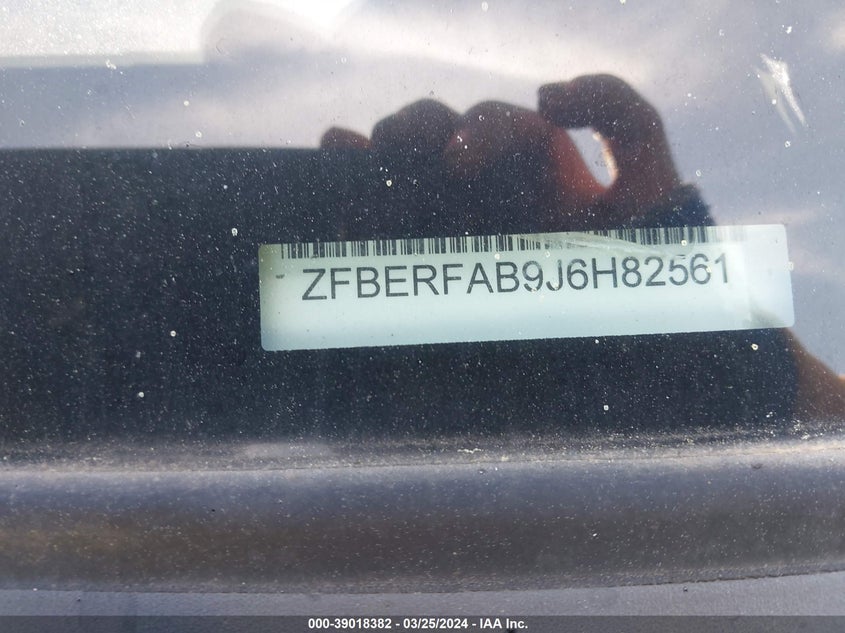 ZFBERFAB9J6H82561
000-39018382 - 03/25/2024 - IAA Inc.